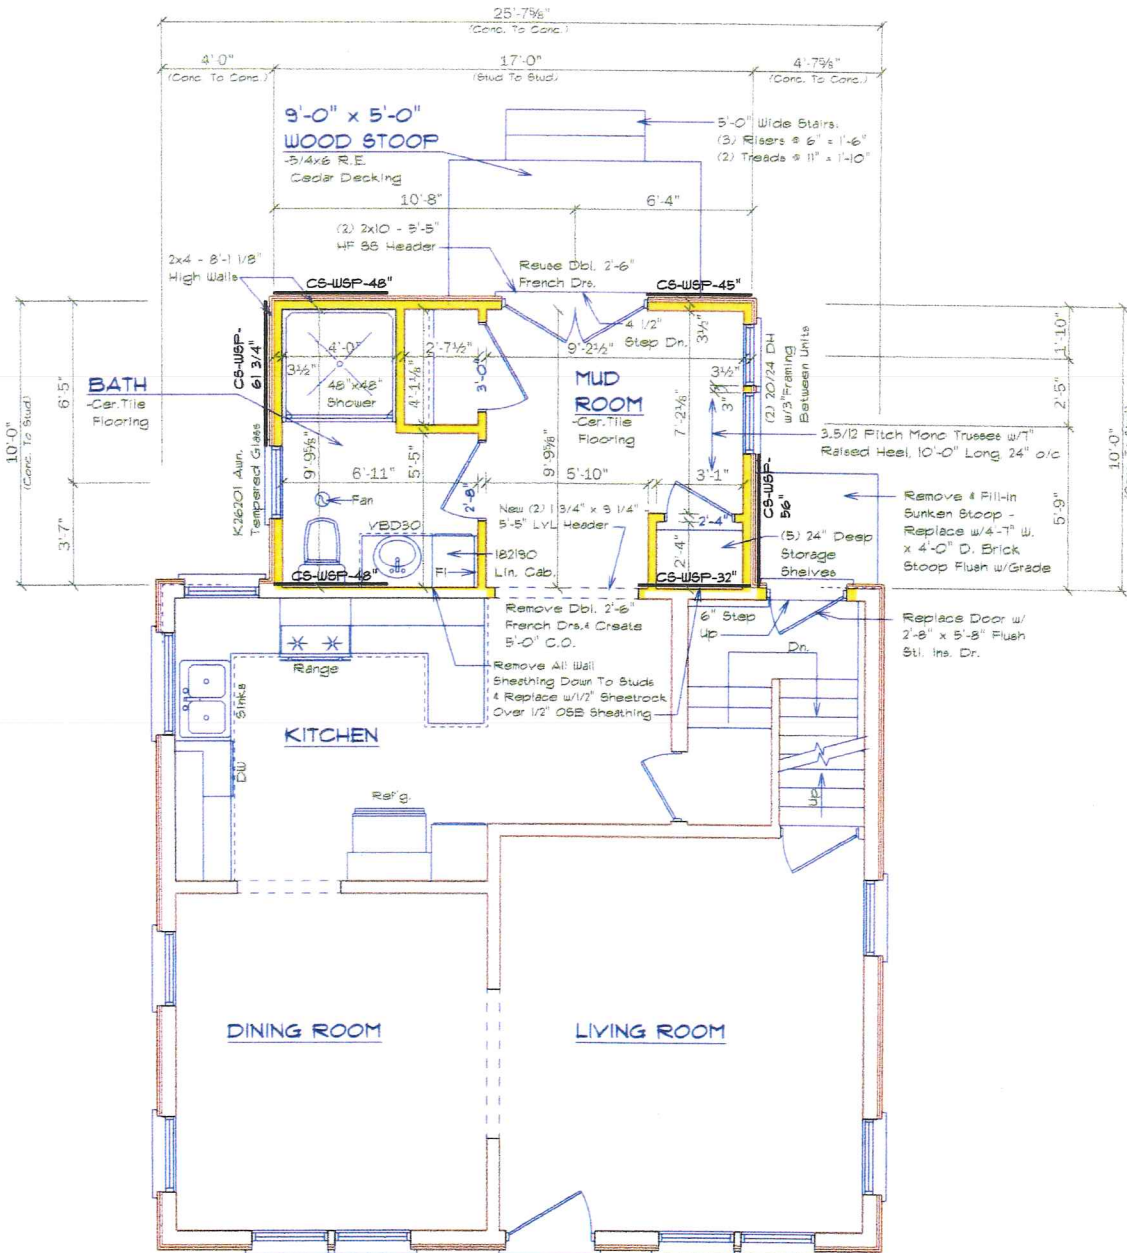 25'-7⅝"
(Conc. To Conc.)
4'-0"
(Conc. To Conc.)
17'-0"
(Stud To Stud)
4'-7⅝"
(Conc. To Conc.)
9'-0" x 5'-0"
WOOD STOOP
-5/4x6 R.E.
Cedar Decking
5'-0" Wide Stairs
(3) Risers @ 6" = 1'-6"
(2) Treads @ 11" = 1'-10"
10'-8"
6'-4"
(2) 2x10 - 5'-5"
HF SS Header
2x4 - 8'-1 1/8"
High Walls
Reuse Dbl. 2'-6"
French Drs.
CS-WSP-48"
CS-WSP-45"
4 1/2"
Step Dn.
3½"
CS-WSP-
61 3/4"
4'-0"
2'-7½"
9'-2½"
3½"
3½"
3"
48"x48"
Shower
4'-1⅛"
3'-0"
MUD
ROOM
-Cer. Tile
Flooring
7'-2⅛"
(2) 20/24 DH
w/3"Framing
Between Units
1'-10"
2'-5"
5'-9"
10'-0"
10'-0"
(Conc. To Stud)
6'-5"
3'-7"
BATH
-Cer. Tile
Flooring
K26201 Awn.
Tempered Glass
9'-9⅝"
5'-5"
9'-9⅝"
6'-11"
5'-10"
3'-1"
3.5/12 Pitch Mono Trusses w/7"
Raised Heel, 10'-0" Long, 24" o/c
CS-WSP-
56"
Fan
2'-8"
New (2) 1 3/4" x 9 1/4" -
5'-5" LVL Header
2'-4"
2'-4"
(5) 24" Deep
Storage
Shelves
Remove & Fill-in
Sunken Stoop -
Replace w/4'-7" W.
x 4'-0" D. Brick
Stoop Flush w/Grade
VBD30
182190
Lin. Cab.
Fl
CS-WSP-48"
CS-WSP-32"
Remove Dbl. 2'-6"
French Drs. & Create
5'-0" C.O.
6" Step
Up
Replace Door w/
2'-8" x 5'-8" Flush
Stl. Ins. Dr.
Range
Remove All Wall
Sheathing Down To Studs
& Replace w/1/2" Sheetrock
Over 1/2" OSB Sheathing
Dn.
Sinks
KITCHEN
DW
Refg.
Up
DINING ROOM
LIVING ROOM